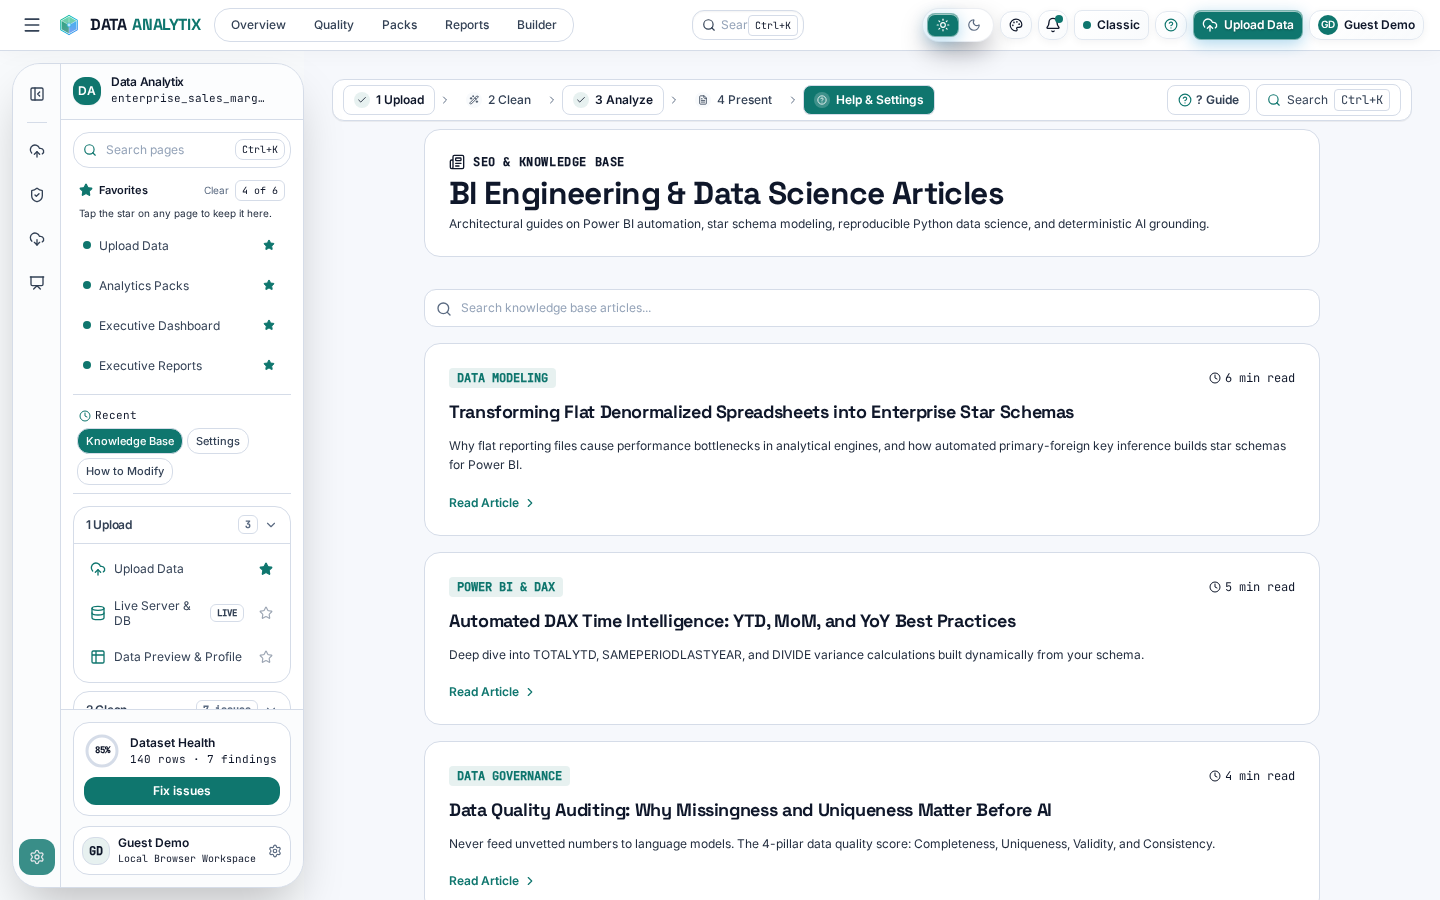 DATA ANALYTIX
Overview
Quality
Packs
Reports
Builder
Sear
Ctrl+K
Classic
Upload Data
GD
Guest Demo
DA
Data Analytix
enterprise_sales_marg…
Search pages
Ctrl+K
Favorites
Clear
4 of 6
Tap the star on any page to keep it here.
Upload Data
Analytics Packs
Executive Dashboard
Executive Reports
Recent
Knowledge Base
Settings
How to Modify
1 Upload
3
Upload Data
Live Server &
DB
LIVE
Data Preview & Profile
2 Clean
7 issues
85%
Dataset Health
140 rows · 7 findings
Fix issues
GD
Guest Demo
Local Browser Workspace
1 Upload
2 Clean
3 Analyze
4 Present
Help & Settings
? Guide
Search
Ctrl+K
SEO & KNOWLEDGE BASE
BI Engineering & Data Science Articles
Architectural guides on Power BI automation, star schema modeling, reproducible Python data science, and deterministic AI grounding.
Search knowledge base articles...
DATA MODELING
6 min read
Transforming Flat Denormalized Spreadsheets into Enterprise Star Schemas
Why flat reporting files cause performance bottlenecks in analytical engines, and how automated primary-foreign key inference builds star schemas
for Power BI.
Read Article
POWER BI & DAX
5 min read
Automated DAX Time Intelligence: YTD, MoM, and YoY Best Practices
Deep dive into TOTALYTD, SAMEPERIODLASTYEAR, and DIVIDE variance calculations built dynamically from your schema.
Read Article
DATA GOVERNANCE
4 min read
Data Quality Auditing: Why Missingness and Uniqueness Matter Before AI
Never feed unvetted numbers to language models. The 4-pillar data quality score: Completeness, Uniqueness, Validity, and Consistency.
Read Article